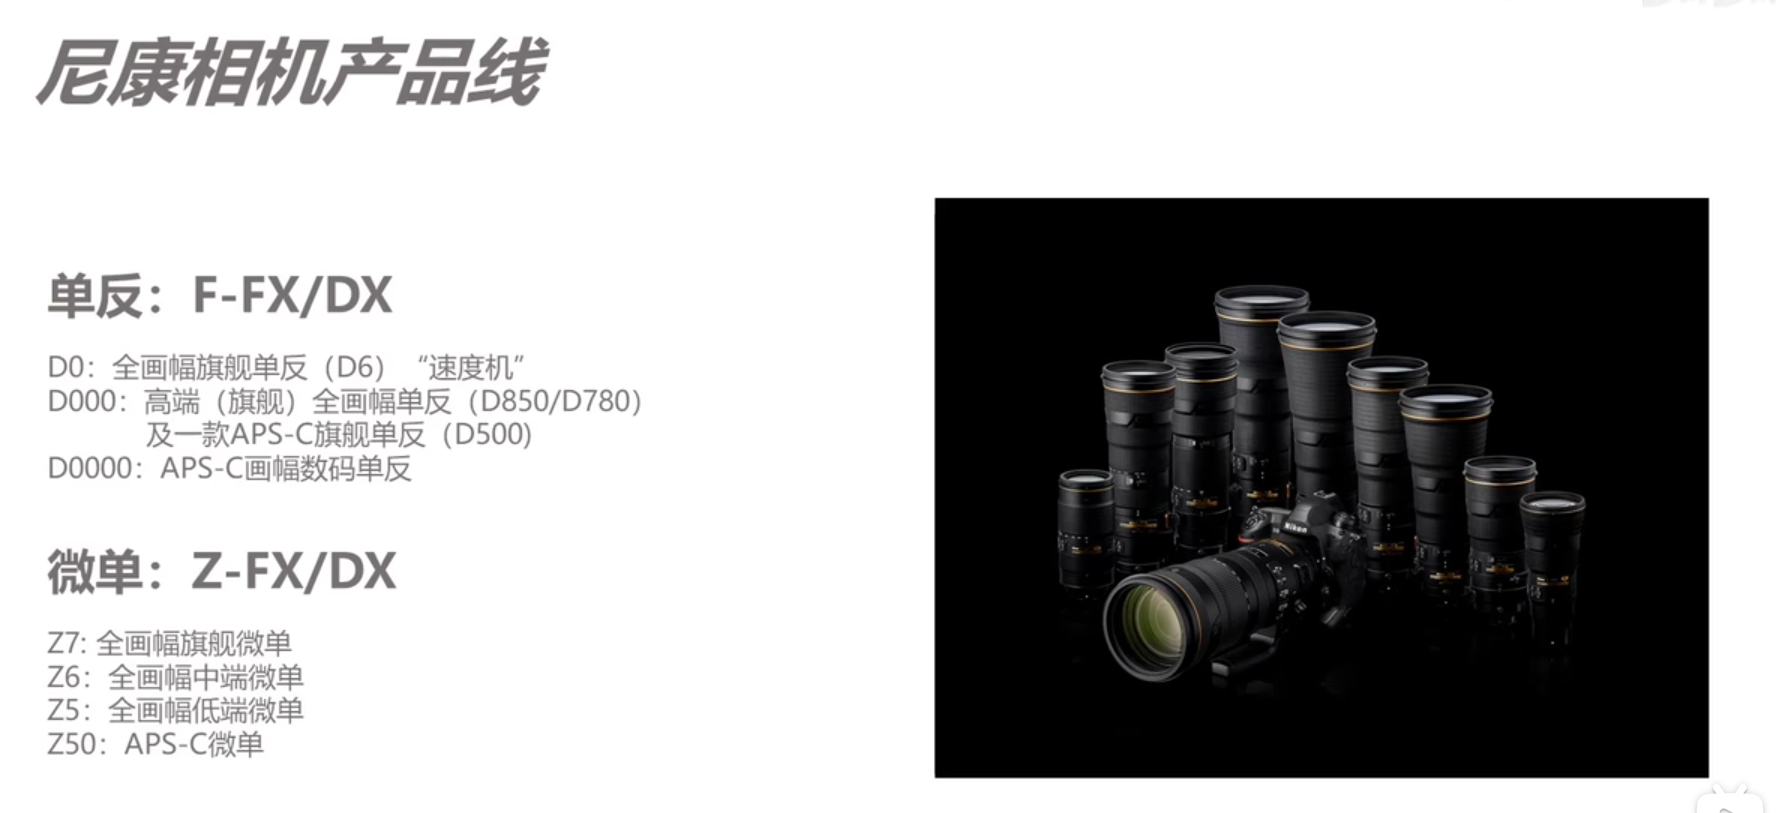 尼康相机产品线
单反：F-FX/DX
D0：全画幅旗舰单反（D6）“速度机”
D000：高端（旗舰）全画幅单反（D850/D780）
及一款APS-C旗舰单反（D500)
D0000：APS-C画幅数码单反
微单：Z-FX/DX
Z7: 全画幅旗舰微单
Z6：全画幅中端微单
Z5：全画幅低端微单
Z50：APS-C微单
Nikon